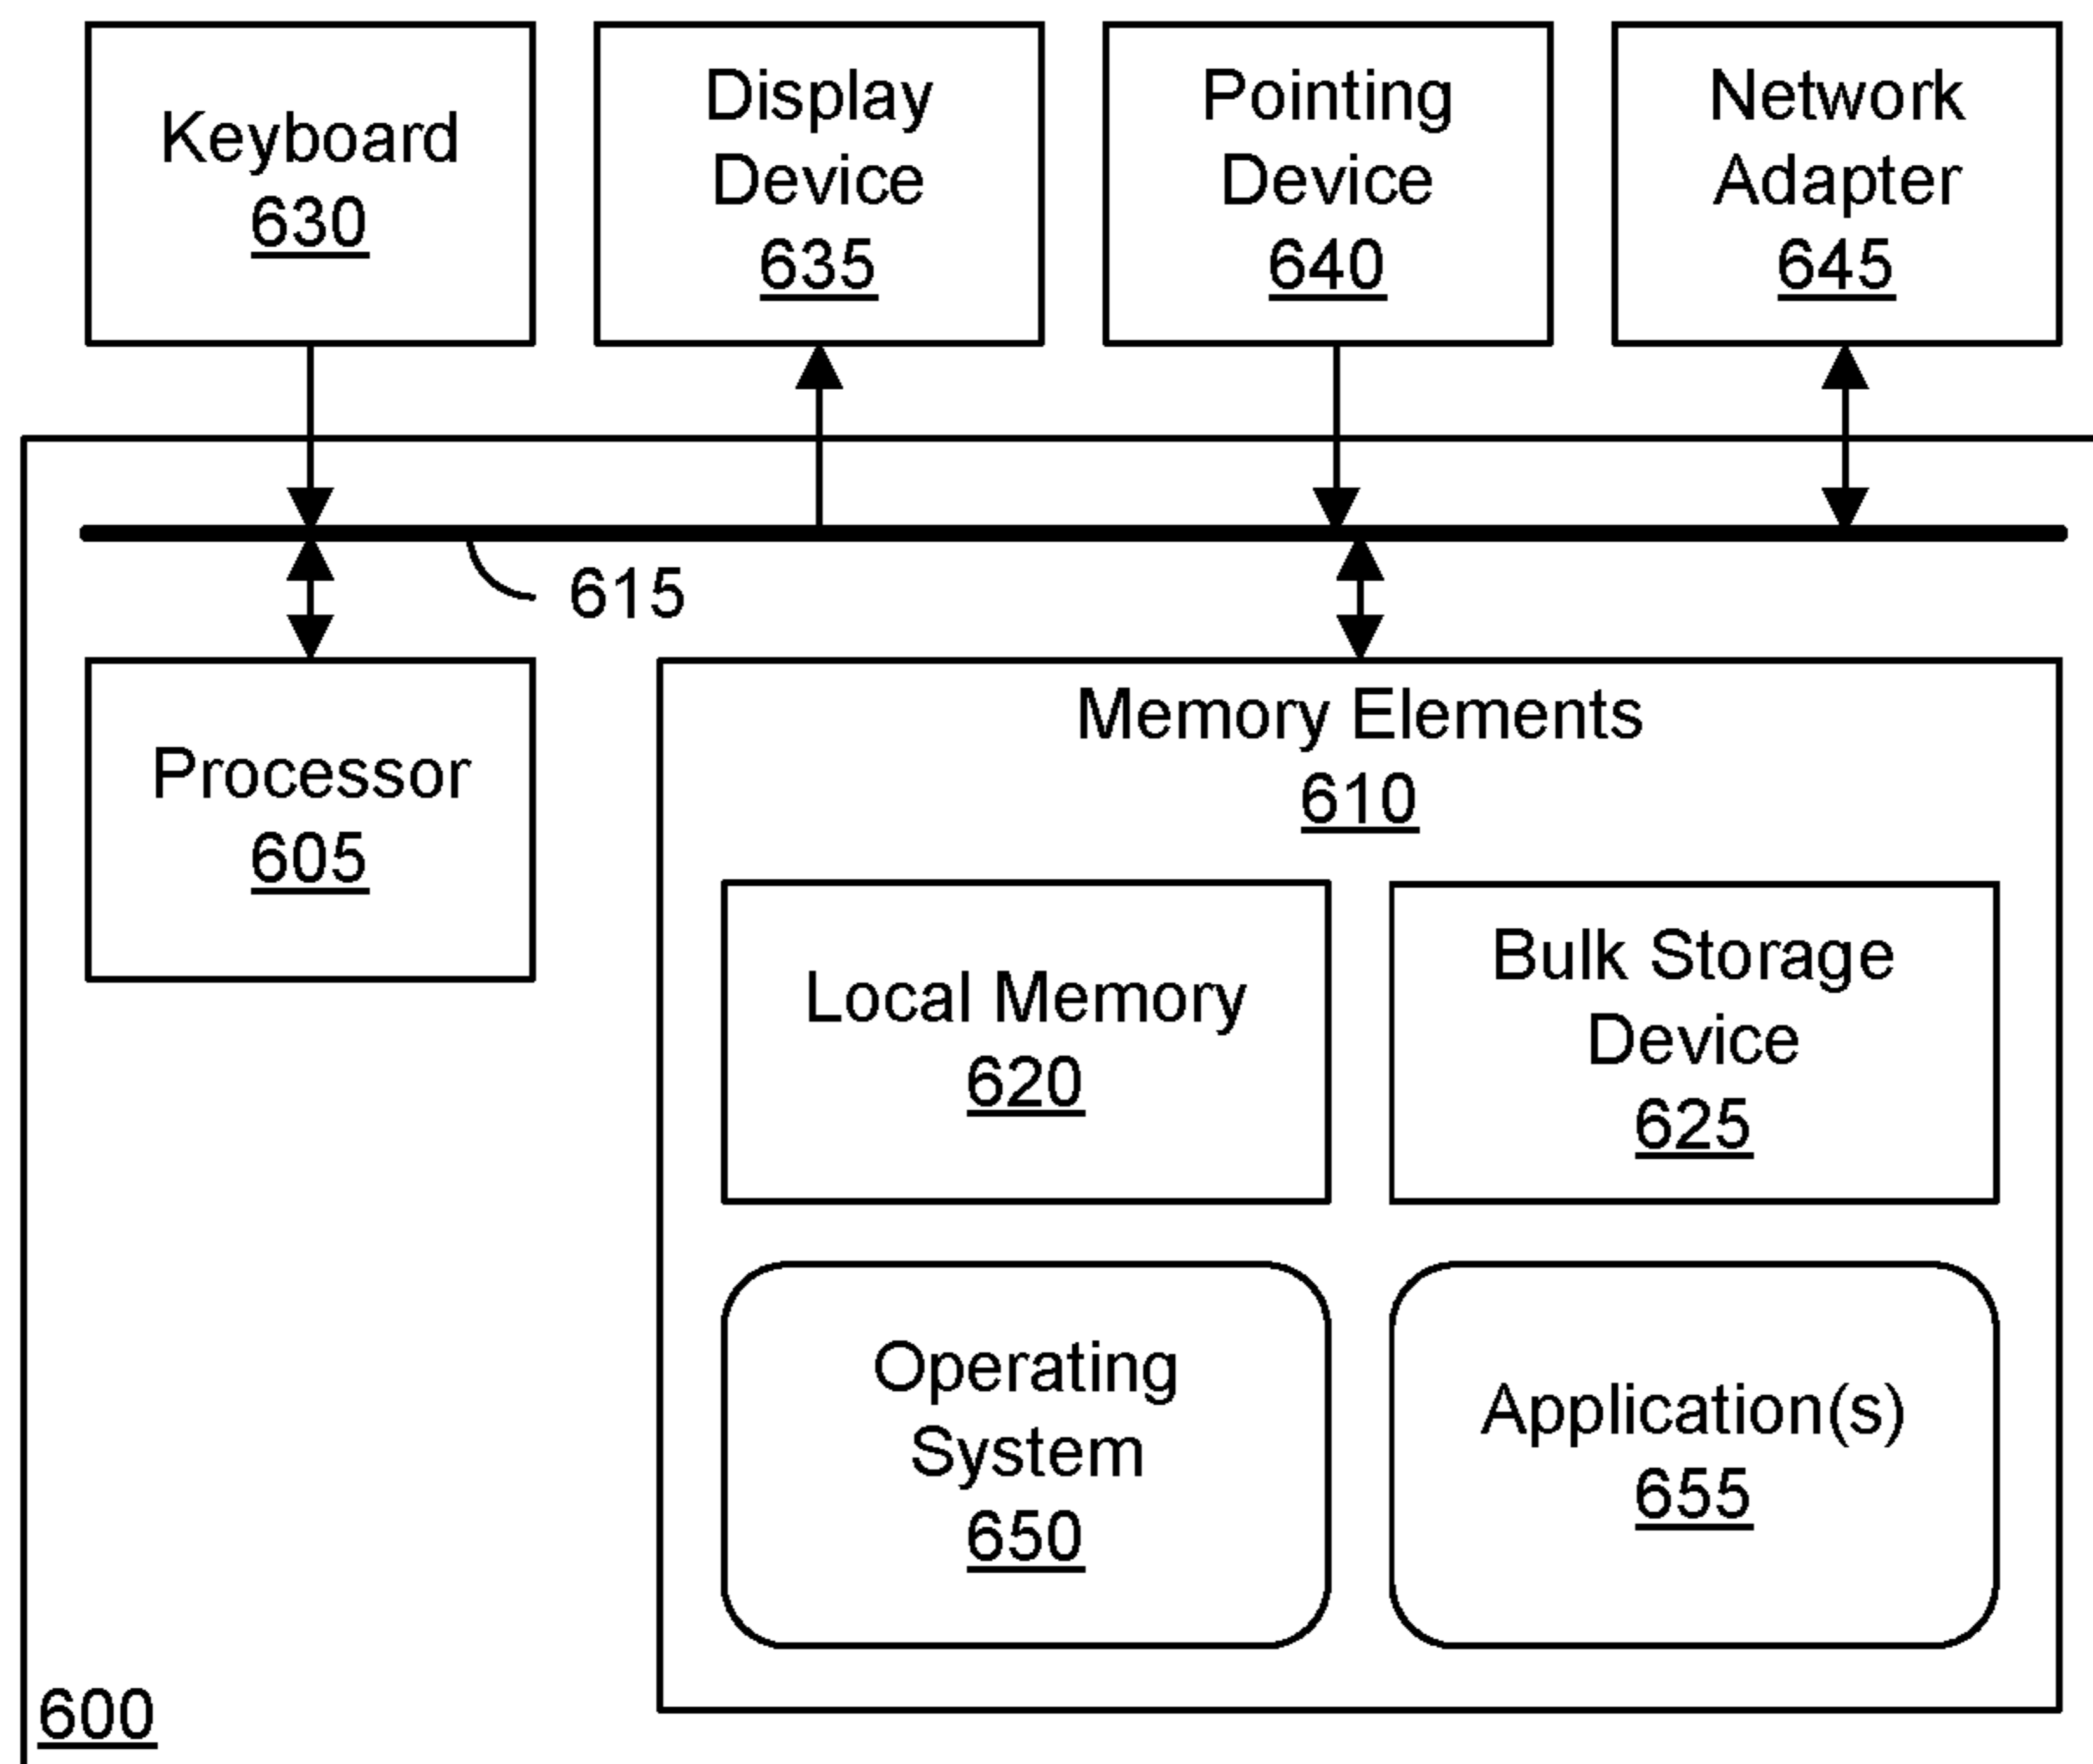 Keyboard
630
Display
Device
635
Pointing
Device
640
Network
Adapter
645
615
Processor
605
Memory Elements
610
Local Memory
620
Bulk Storage
Device
625
Operating
System
650
Application(s)
655
600